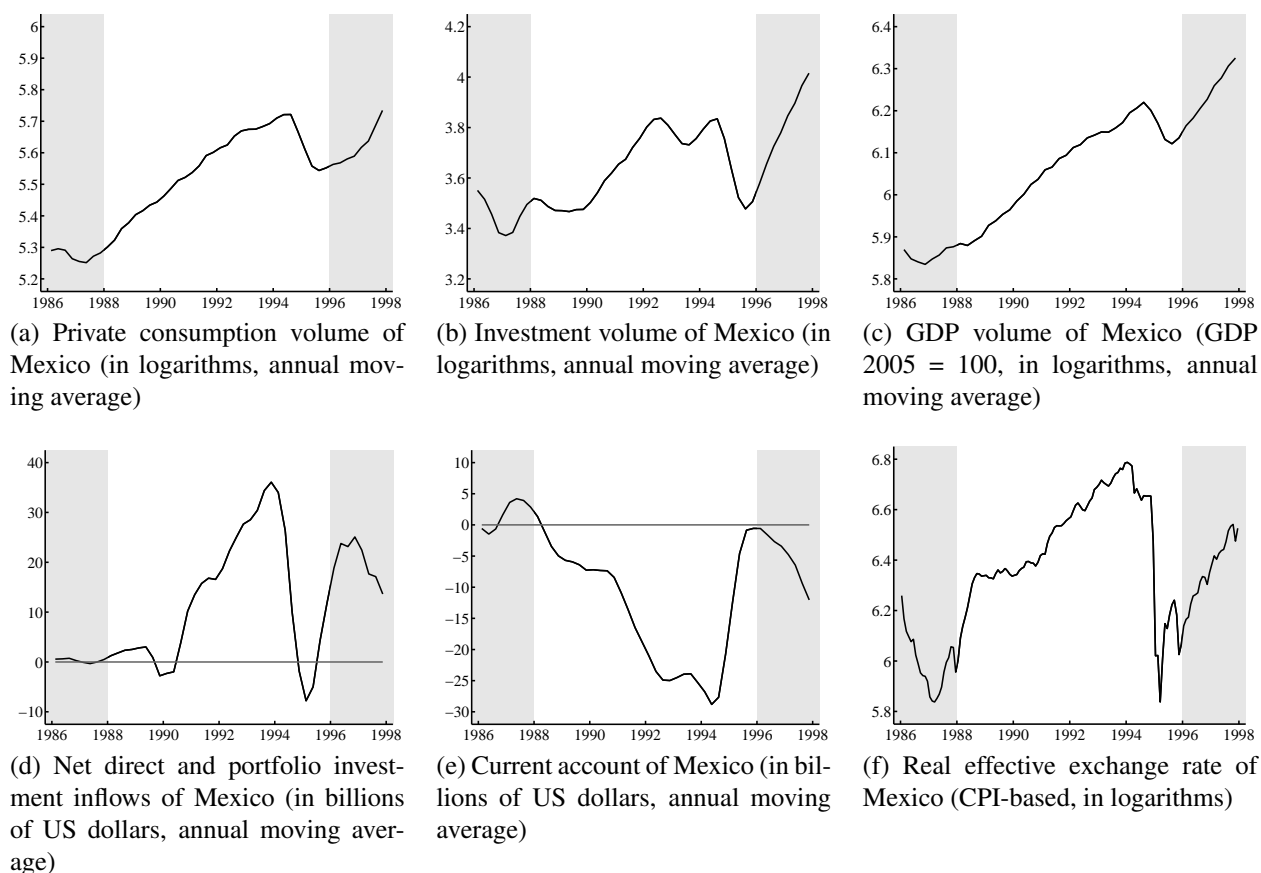 6
5.9
5.8
5.7
5.6
5.5
5.4
5.3
5.2
1986 1988 1990 1992 1994 1996 1998
(a) Private consumption volume of
Mexico (in logarithms, annual mov-
ing average)
4.2
4
3.8
3.6
3.4
3.2
1986 1988 1990 1992 1994 1996 1998
(b) Investment volume of Mexico (in
logarithms, annual moving average)
6.4
6.3
6.2
6.1
6
5.9
5.8
1986 1988 1990 1992 1994 1996 1998
(c) GDP volume of Mexico (GDP
2005 = 100, in logarithms, annual
moving average)
40
30
20
10
0
−10
1986 1988 1990 1992 1994 1996 1998
(d) Net direct and portfolio invest-
ment inflows of Mexico (in billions
of US dollars, annual moving aver-
age)
10
5
0
−5
−10
−15
−20
−25
−30
1986 1988 1990 1992 1994 1996 1998
(e) Current account of Mexico (in bil-
lions of US dollars, annual moving
average)
6.8
6.6
6.4
6.2
6
5.8
1986 1988 1990 1992 1994 1996 1998
(f) Real effective exchange rate of
Mexico (CPI-based, in logarithms)